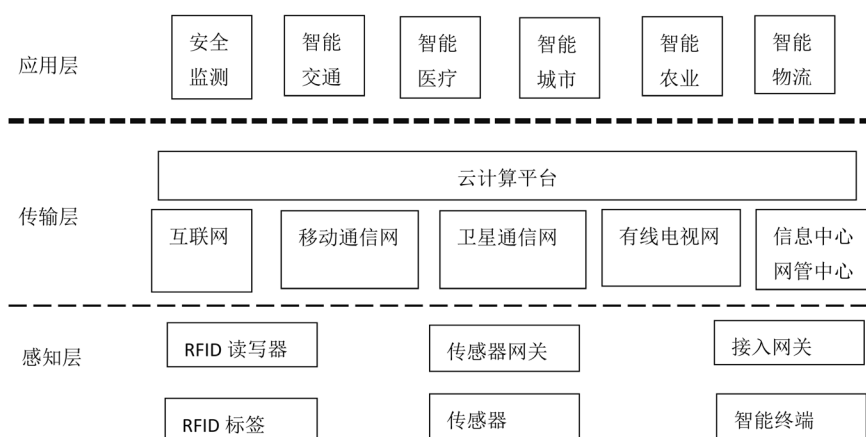 应用层
安全
监测
智能
交通
智能
医疗
智能
城市
智能
农业
智能
物流
传输层
云计算平台
互联网
移动通信网
卫星通信网
有线电视网
信息中心
网管中心
感知层
RFID 读写器
传感器网关
接入网关
RFID 标签
传感器
智能终端